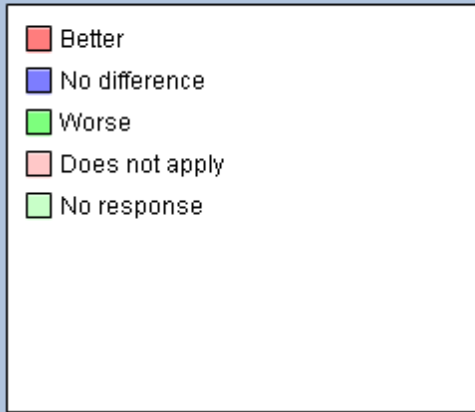 Better
No difference
Worse
Does not apply
No response